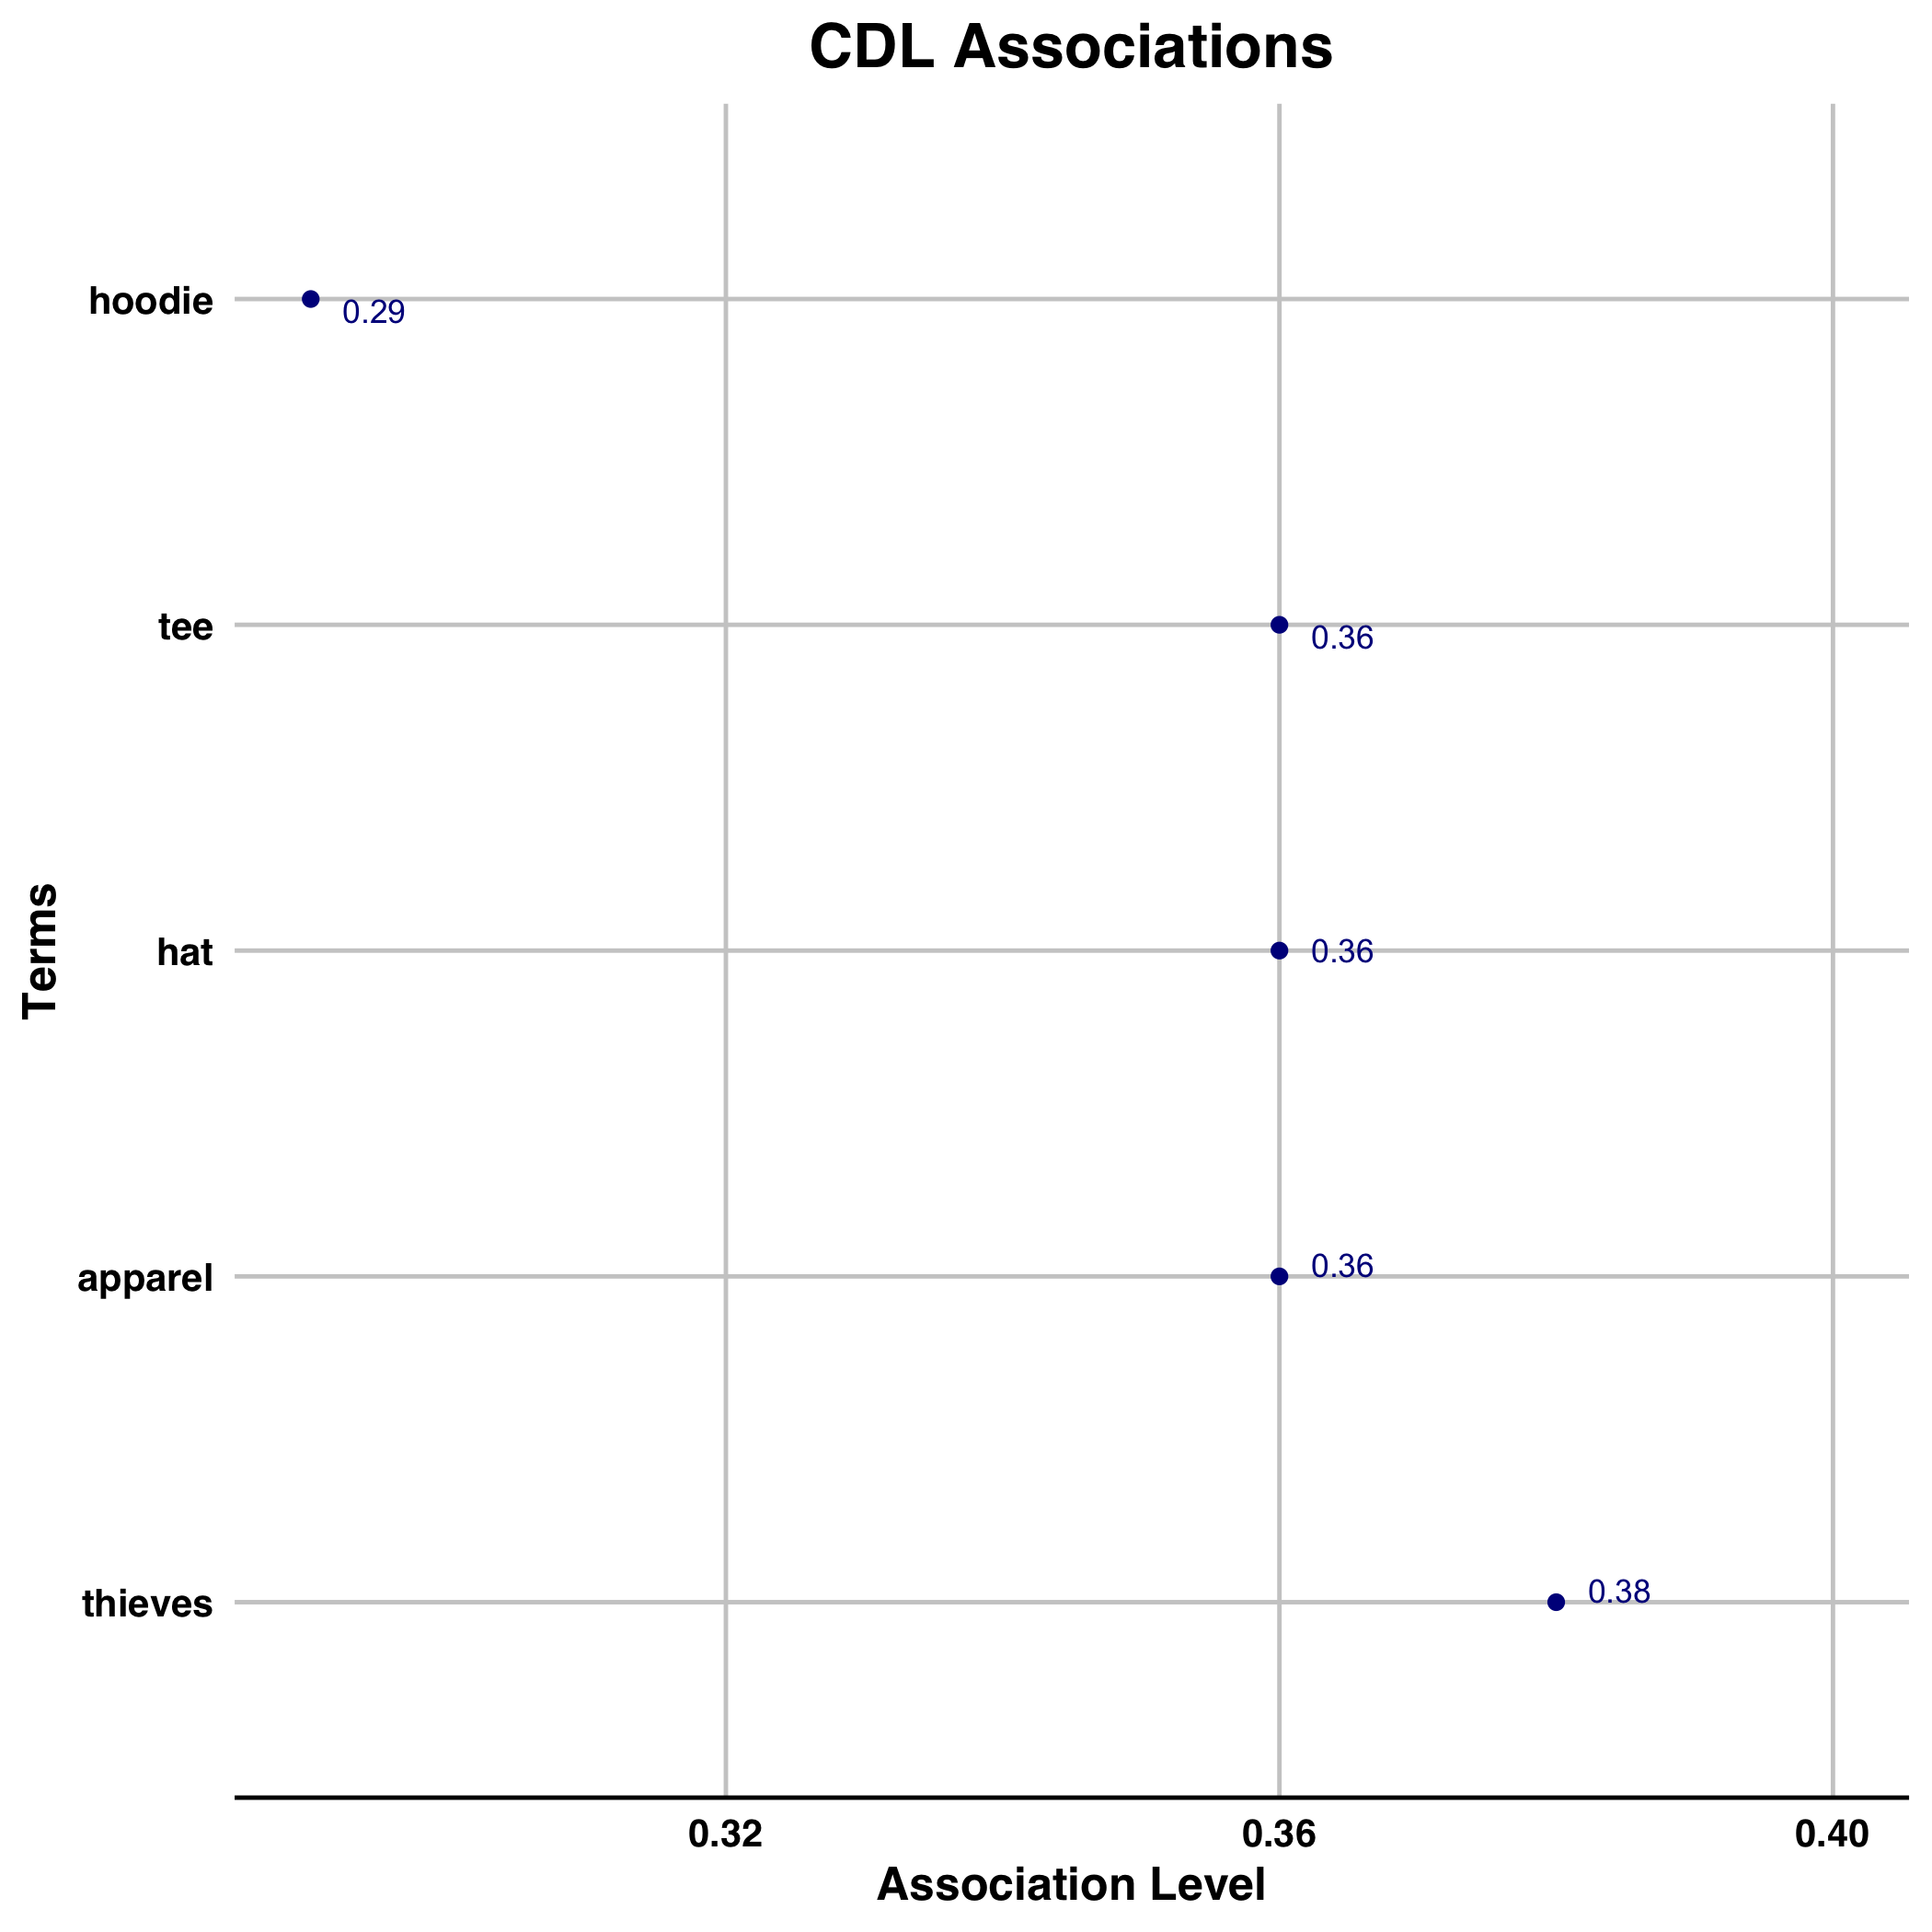 CDL Associations
hoodie
0.29
tee
0.36
hat
0.36
apparel
0.36
thieves
0.38
Terms
0.32 0.36 0.40
Association Level